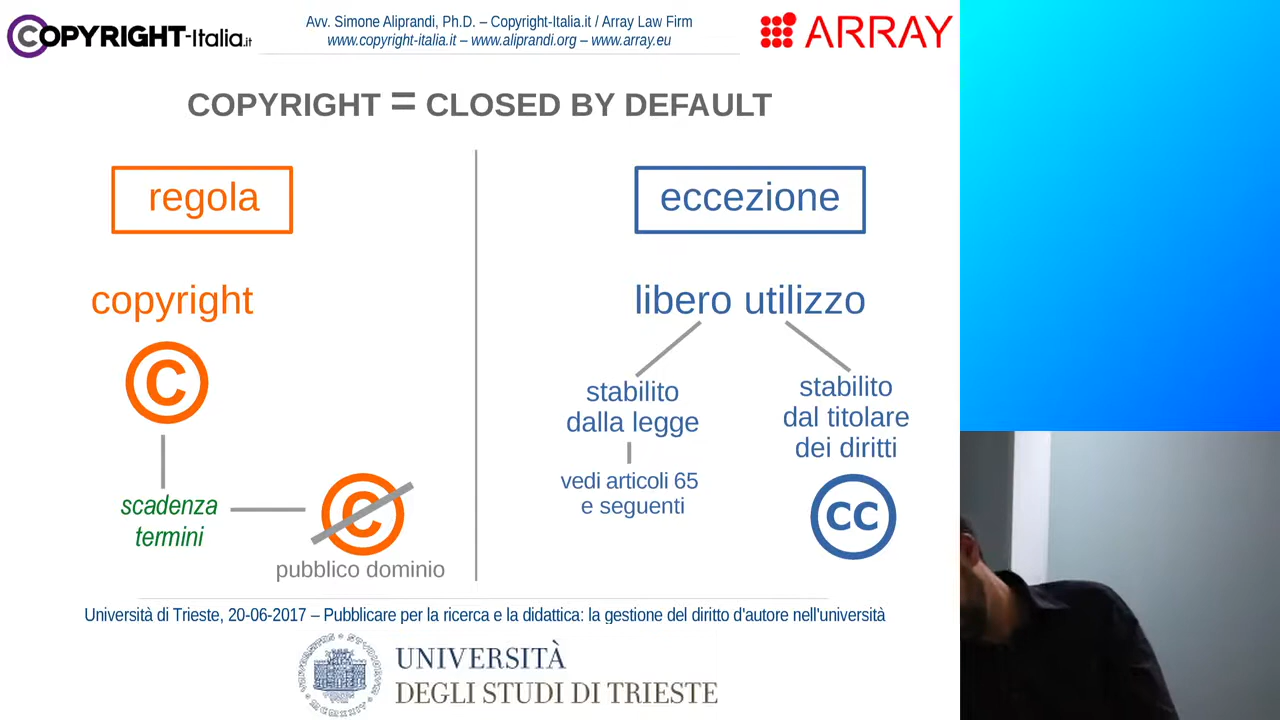 COPYRIGHT-Italia.it
Avv. Simone Aliprandi, Ph.D. – Copyright-Italia.it / Array Law Firm
www.copyright-italia.it – www.aliprandi.org – www.array.eu
ARRAY
COPYRIGHT = CLOSED BY DEFAULT
regola
copyright
C
scadenza
termini
C
pubblico dominio
eccezione
libero utilizzo
stabilito
dalla legge
vedi articoli 65
e seguenti
stabilito
dal titolare
dei diritti
CC
Università di Trieste, 20-06-2017 – Pubblicare per la ricerca e la didattica: la gestione del diritto d'autore nell'università
UNIVERSITÀ
DEGLI STUDI DI TRIESTE